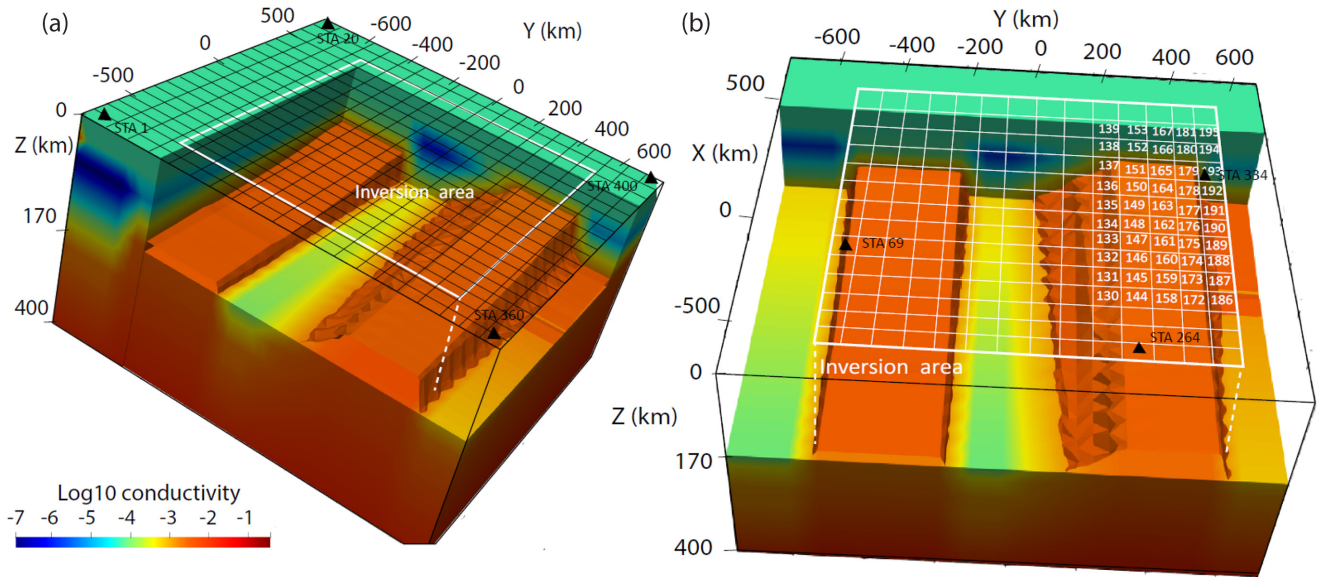 (a)
500
0
-500
STA 20
-600
-400
-200
0
200
400
600
Y (km)
0
STA 1
Z (km)
170
400
Inversion area
STA 400
STA 360
Log10 conductivity
-7 -6 -5 -4 -3 -2 -1
(b)
Y (km)
-600 -400 -200 0 200 400 600
500
X (km)
0
-500
139 153 167 181 195
138 152 166 180 194
137 151 165 179 93
STA 334
136 150 164 178 192
135 149 163 177 191
134 148 162 176 190
133 147 161 175 189
STA 69
132 146 160 174 188
131 145 159 173 187
130 144 158 172 186
STA 264
Inversion area
0
Z (km)
170
400